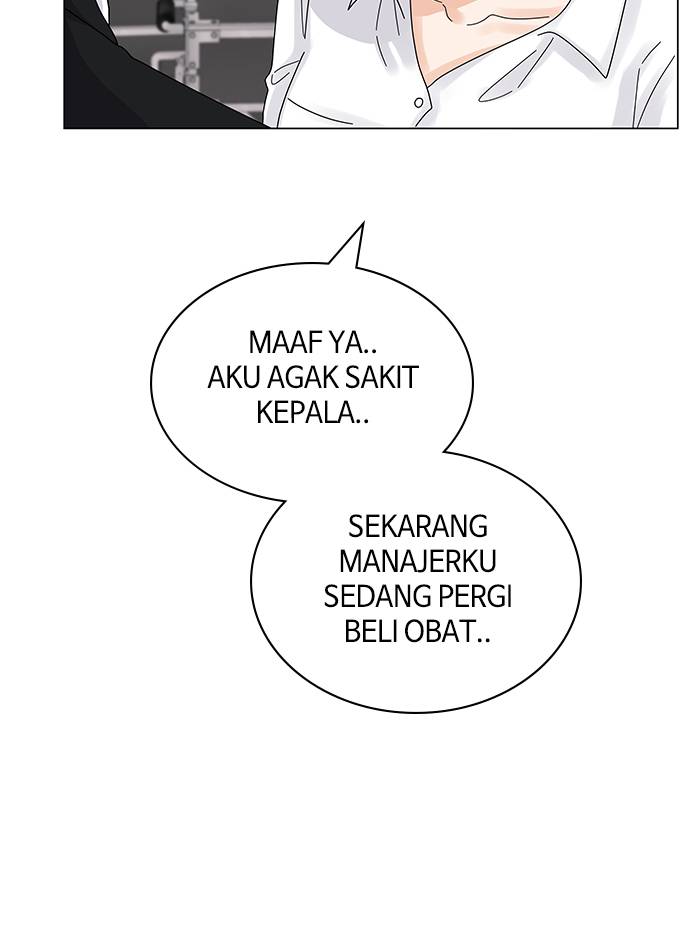 MAAF YA..
AKU AGAK SAKIT
KEPALA..
SEKARANG
MANAJERKU
SEDANG PERGI
BELI OBAT..